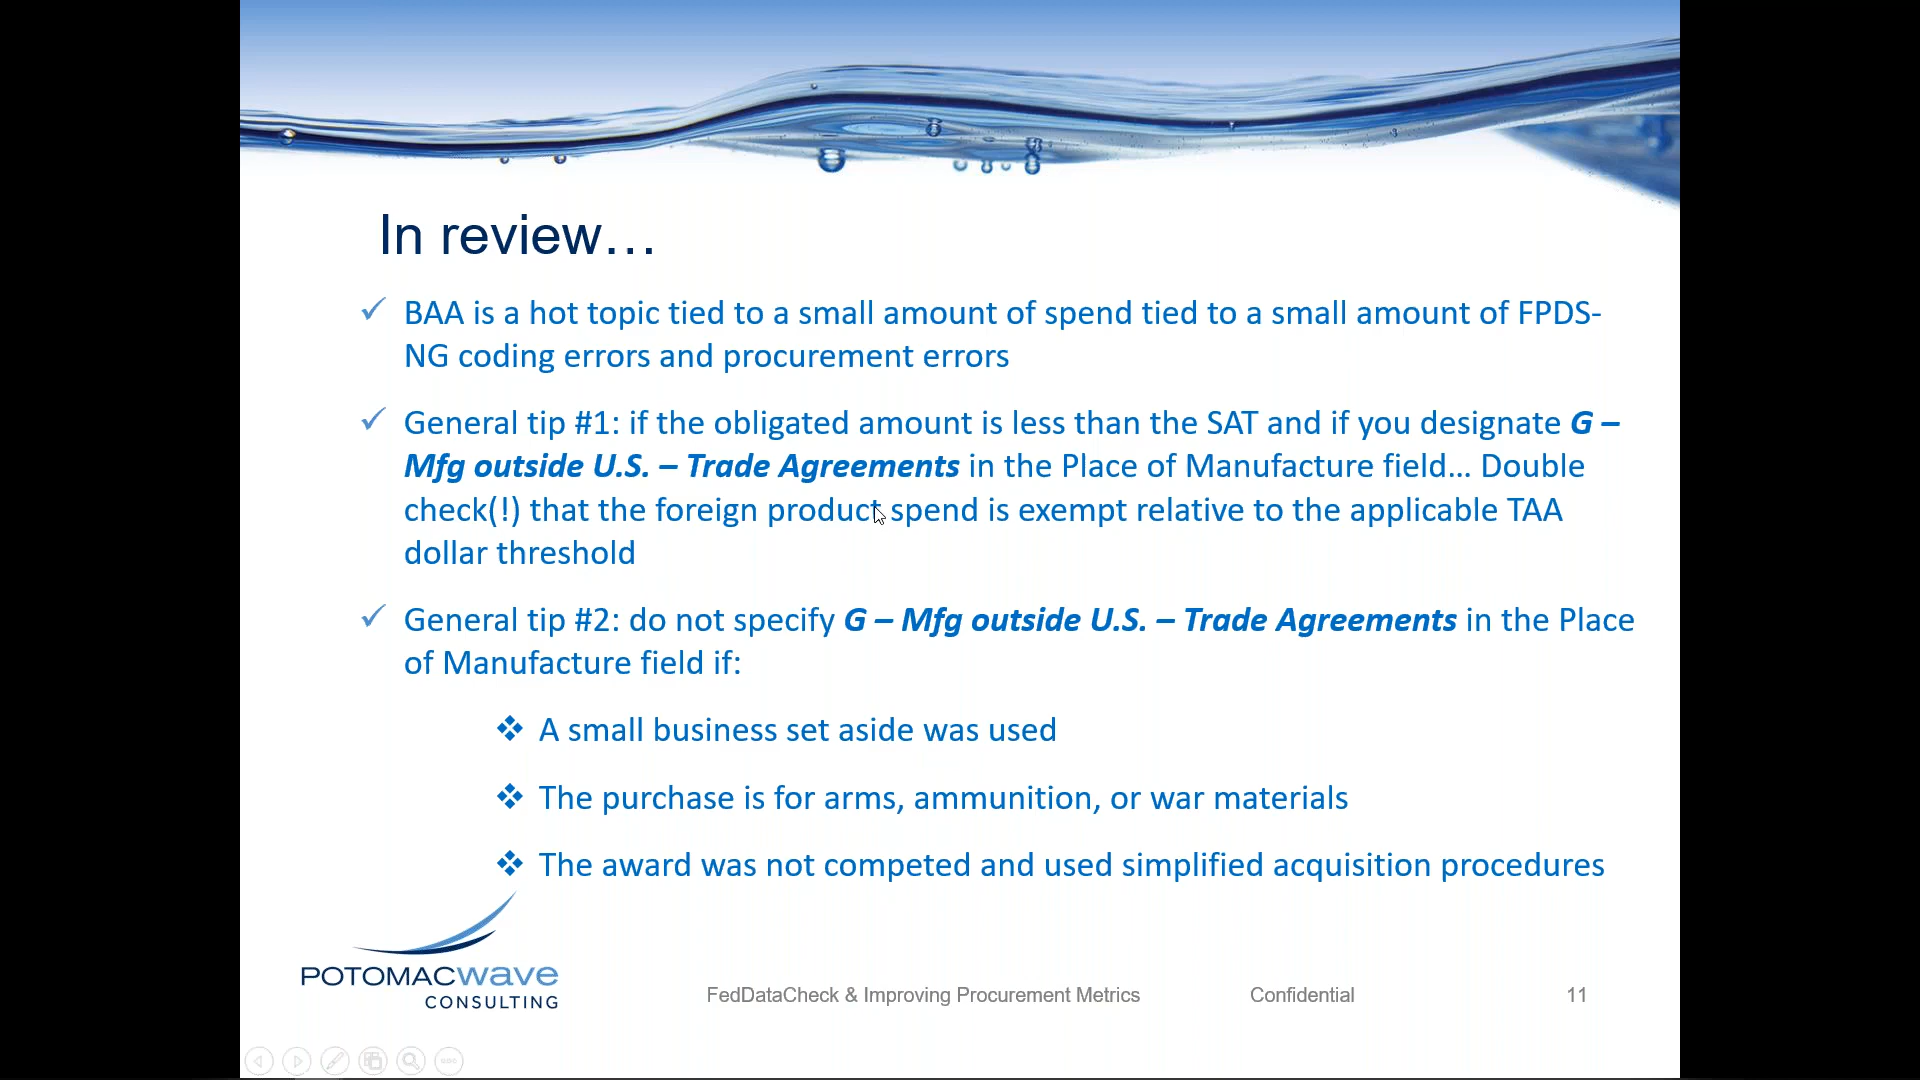 In review…
✓ BAA is a hot topic tied to a small amount of spend tied to a small amount of FPDS-
NG coding errors and procurement errors
✓ General tip #1: if the obligated amount is less than the SAT and if you designate G –
Mfg outside U.S. – Trade Agreements in the Place of Manufacture field… Double
check(!) that the foreign product spend is exempt relative to the applicable TAA
dollar threshold
✓ General tip #2: do not specify G – Mfg outside U.S. – Trade Agreements in the Place
of Manufacture field if:
❖ A small business set aside was used
❖ The purchase is for arms, ammunition, or war materials
❖ The award was not competed and used simplified acquisition procedures
POTOMACWAVE
CONSULTING
FedDataCheck & Improving Procurement Metrics Confidential 11